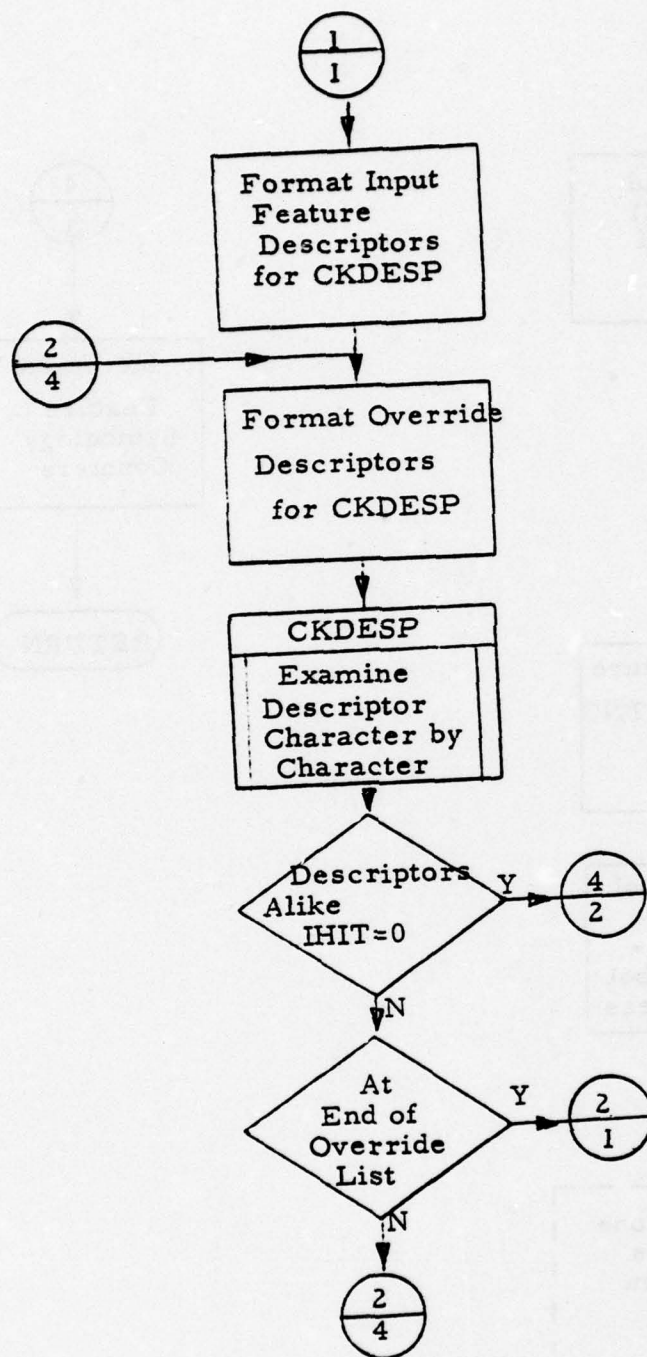 1
1
Format Input
Feature
Descriptors
for CKDESP
2
4
Format Override
Descriptors
for CKDESP
CKDESP
Examine
Descriptor
Character by
Character
Descriptors
Alike
IHIT=0
Y
4
2
N
At
End of
Override
List
Y
2
1
N
2
4